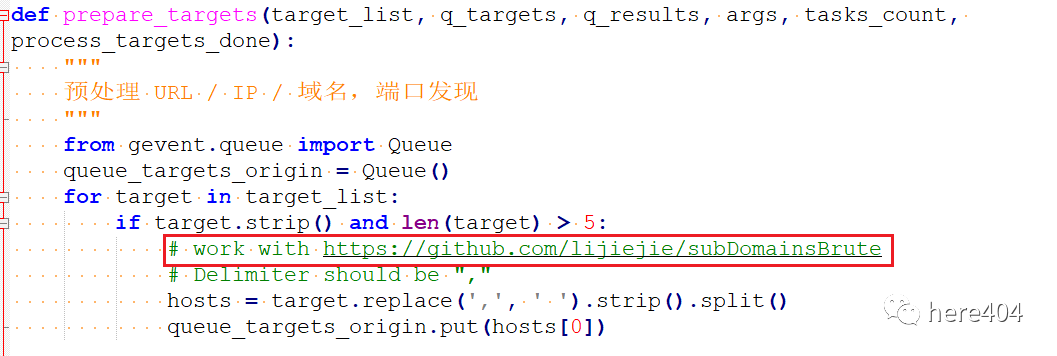 def prepare_targets(target_list, q_targets, q_results, args, tasks_count,
process_targets_done):
    """
    预处理 URL / IP / 域名，端口发现
    """
    from gevent.queue import Queue
    queue_targets_origin = Queue()
    for target in target_list:
        if target.strip() and len(target) > 5:
            # work with https://github.com/lijiejie/subDomainsBrute
            # Delimiter should be ","
            hosts = target.replace(',', ' ').strip().split()
            queue_targets_origin.put(hosts[0])
here404